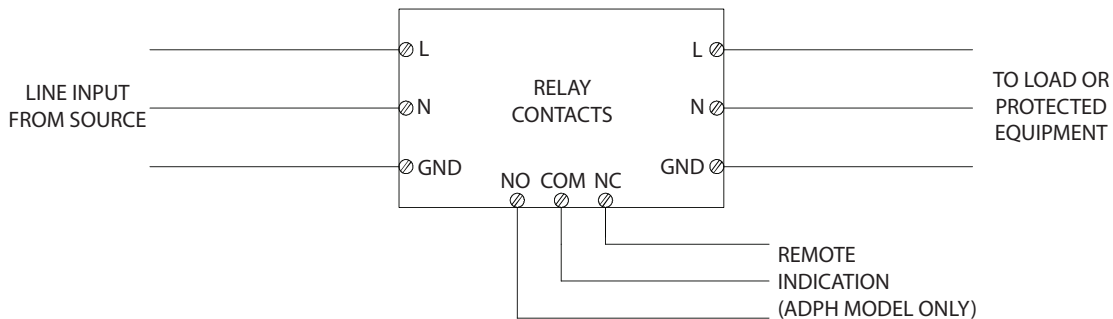 LINE INPUT
FROM SOURCE
L
N
GND
RELAY
CONTACTS
L
N
GND
NO COM NC
TO LOAD OR
PROTECTED
EQUIPMENT
REMOTE
INDICATION
(ADPH MODEL ONLY)